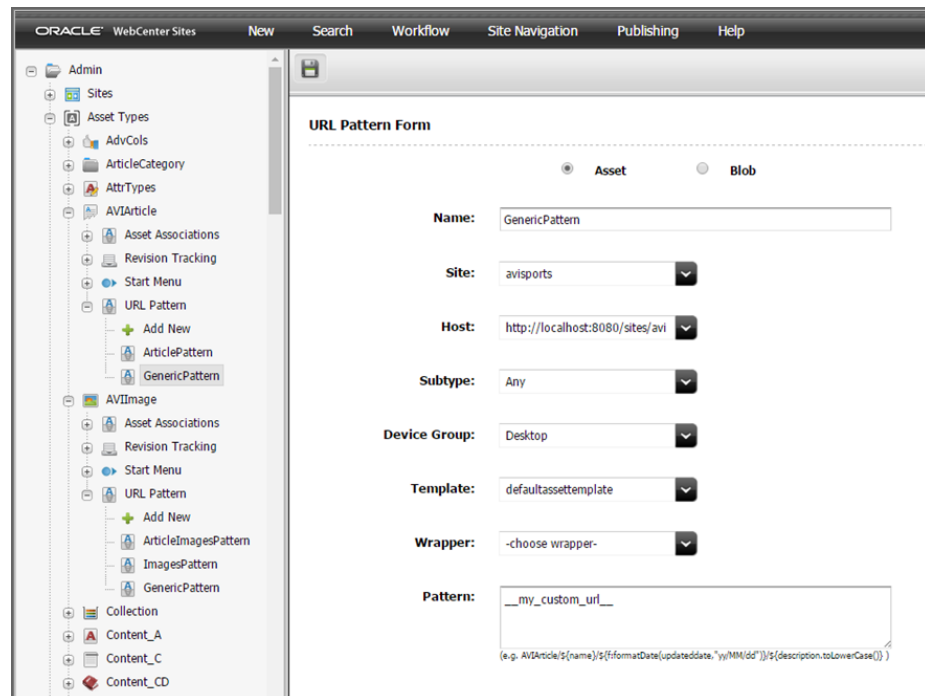 ORACLE® WebCenter Sites New Search Workflow Site Navigation Publishing Help
Admin
Sites
Asset Types
AdvCols
ArticleCategory
AttrTypes
AVIArticle
Asset Associations
Revision Tracking
Start Menu
URL Pattern
Add New
ArticlePattern
GenericPattern
AVIImage
Asset Associations
Revision Tracking
Start Menu
URL Pattern
Add New
ArticleImagesPattern
ImagesPattern
GenericPattern
Collection
Content_A
Content_C
Content_CD
URL Pattern Form
Asset Blob
Name: GenericPattern
Site: avisports
Host: http://localhost:8080/sites/avi
Subtype: Any
Device Group: Desktop
Template: defaultassettemplate
Wrapper: -choose wrapper-
Pattern: __my_custom_url__
(e.g. AVIArticle/${name}/${f:formatDate(updateddate,"yy/MM/dd")}/${description.toLowerCase()} )